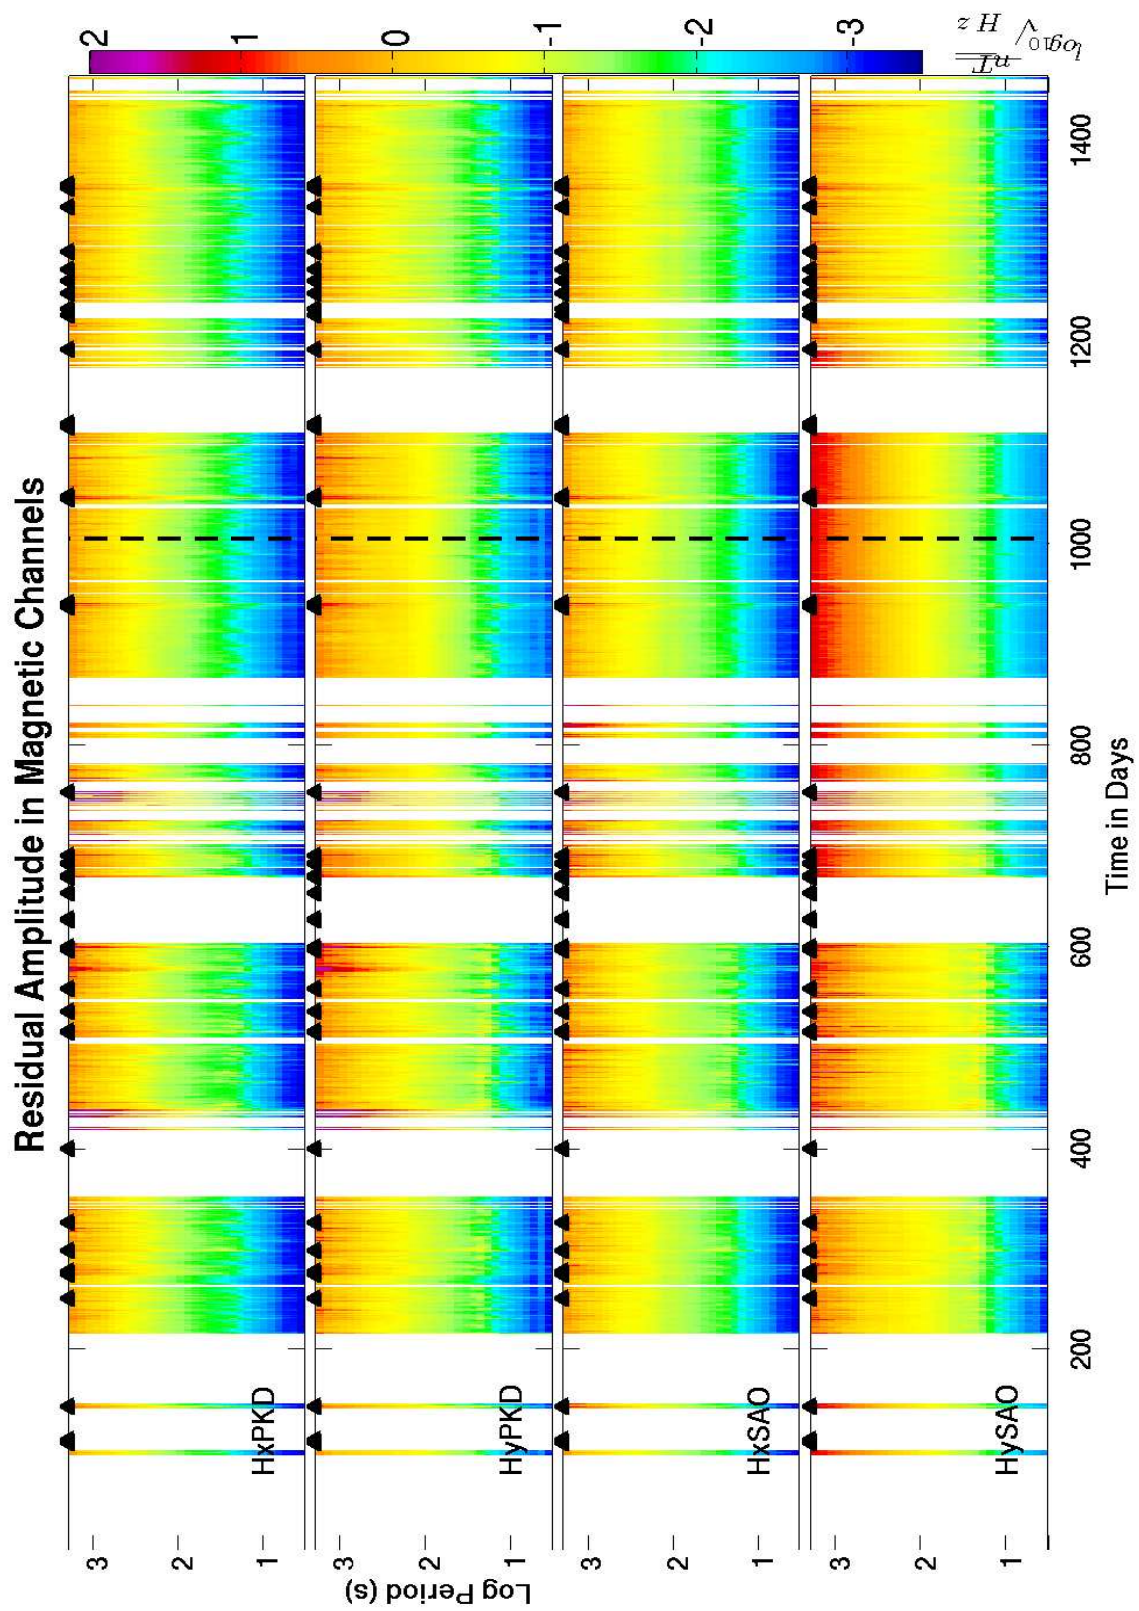 Residual Amplitude in Magnetic Channels
3
2
1
HxPKD
3
2
1
HyPKD
3
2
1
HxSAO
3
2
1
HySAO
Log Period (s)
200
400
600
800
1000
1200
1400
Time in Days
2
1
0
-1
-2
-3
log10 nT
√Hz